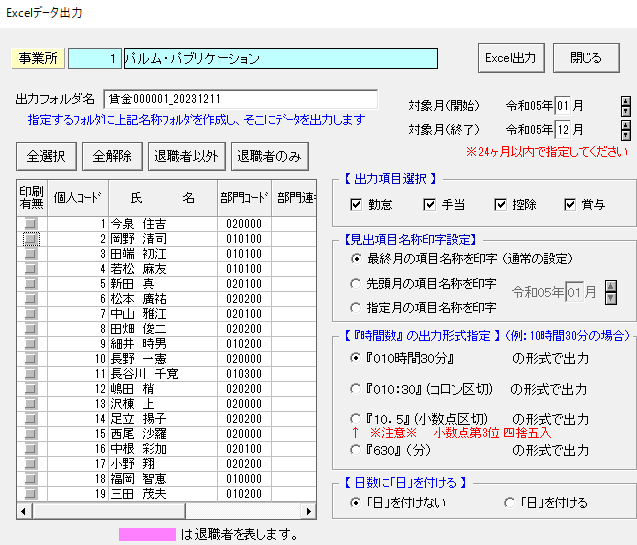 Excelデータ出力
事業所 1 パルム・パブリケーション Excel出力 閉じる
出力フォルダ名 賃金000001_20231211
指定するフォルダに上記名称フォルダを作成し、そこにデータを出力します
対象月(開始) 令和05年 01 月
対象月(終了) 令和05年 12 月
※24ヶ月以内で指定してください
全選択 全解除 退職者以外 退職者のみ
印刷有無 個人コード 氏 名 部門コード 部門連
1 今泉 住吉 020000
2 岡野 清司 010100
3 田端 初江 010100
4 若松 麻友 010100
5 新田 真 020100
6 松本 廣祐 020200
7 中山 雅江 020100
8 田畑 俊二 020200
9 細井 時男 010200
10 長野 一憲 020000
11 長谷川 千寛 010300
12 嶋田 梢 020200
13 沢棟 上 020200
14 足立 揚子 020200
15 西尾 沙羅 020000
16 中根 彩加 020100
17 小野 翔 020200
18 福岡 智恵 010000
19 三田 茂夫 010200
は退職者を表します。
【 出力項目選択 】
勤怠 手当 控除 賞与
【見出項目名称印字設定】
最終月の項目名称を印字 (通常の設定)
先頭月の項目名称を印字
指定月の項目名称を印字
令和05年 01 月
【 『時間数』 の出力形式指定 】 (例: 10時間30分の場合)
『010時間30分』 の形式で出力
『010:30』 (コロン区切) の形式で出力
『10. 5』 (小数点区切) の形式で出力
↑ ※注意※ 小数点第3位 四捨五入
『630』 (分) の形式で出力
【 日数に「日」を付ける 】
「日」を付けない 「日」を付ける